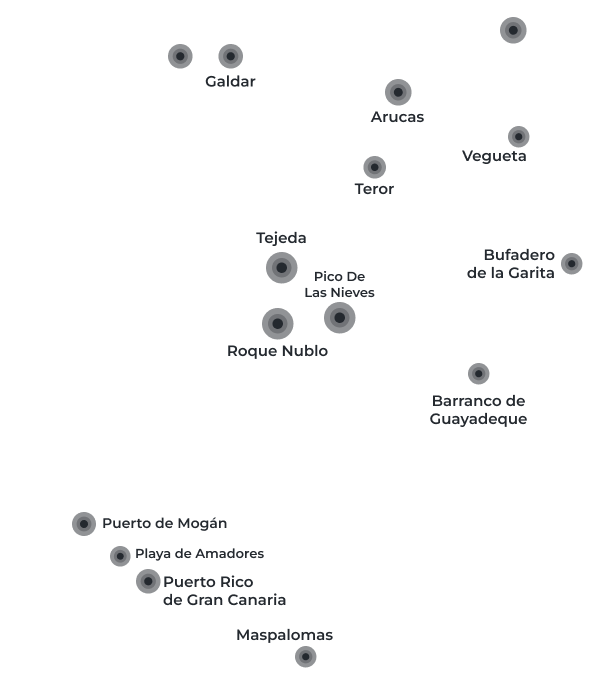 Galdar
Arucas
Vegueta
Teror
Tejeda
Bufadero
de la Garita
Pico De
Las Nieves
Roque Nublo
Barranco de
Guayadeque
Puerto de Mogán
Playa de Amadores
Puerto Rico
de Gran Canaria
Maspalomas